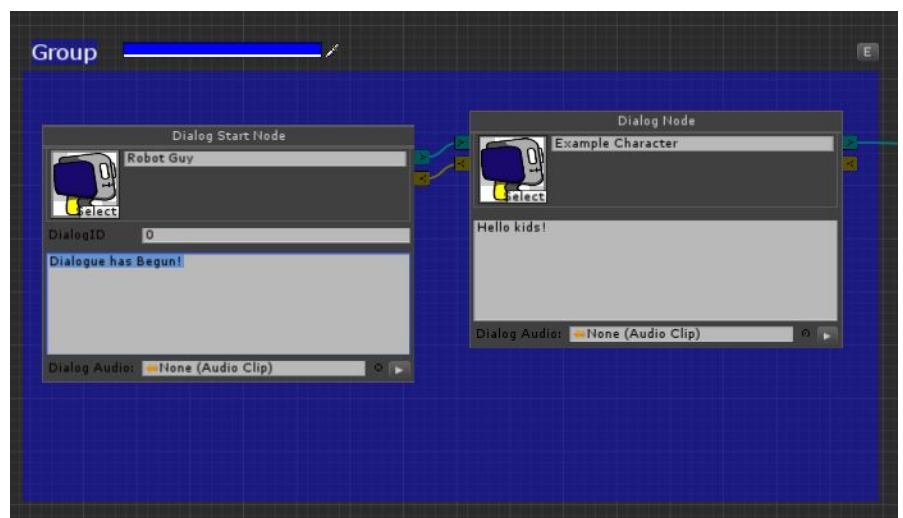 Group
E
Dialog Start Node
Robot Guy
Select
DialogID 0
Dialogue has Begun!
Dialog Audio: None (Audio Clip)
Dialog Node
Example Character
Select
Hello kids!
Dialog Audio: None (Audio Clip)